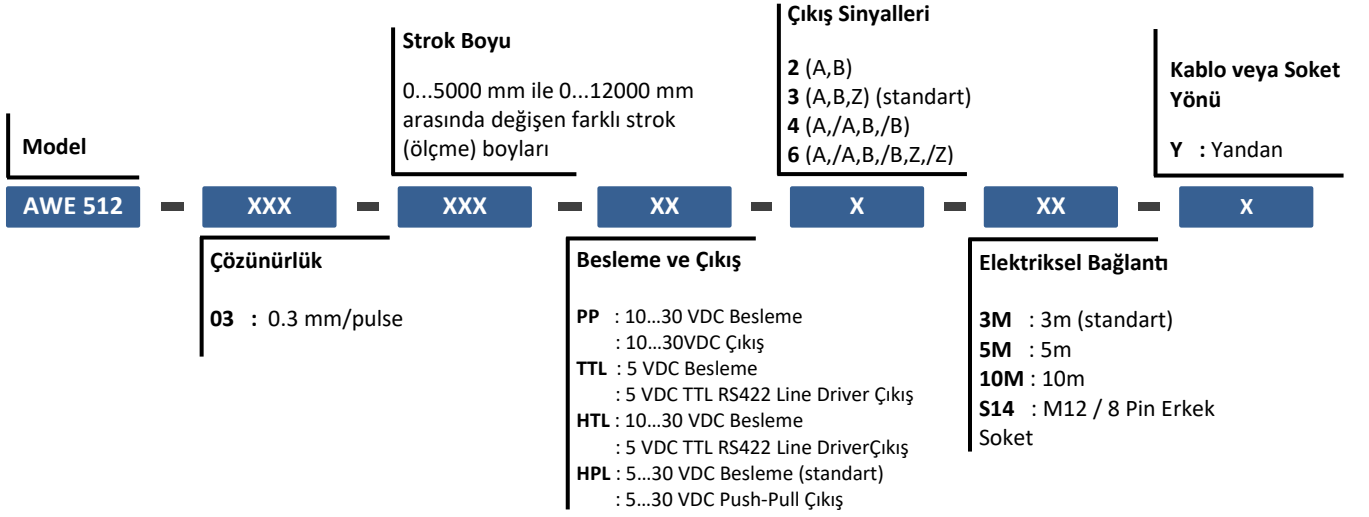 Çıkış Sinyalleri
2 (A,B)
3 (A,B,Z) (standart)
4 (A,/A,B,/B)
6 (A,/A,B,/B,Z,/Z)
Strok Boyu
0...5000 mm ile 0...12000 mm
arasında değişen farklı strok
(ölçme) boyları
Kablo veya Soket
Yönü
Y : Yandan
Model
AWE 512 - XXX - XXX - XX - X - XX - X
Çözünürlük
03 : 0.3 mm/pulse
Besleme ve Çıkış
PP : 10...30 VDC Besleme
: 10...30VDC Çıkış
TTL : 5 VDC Besleme
: 5 VDC TTL RS422 Line Driver Çıkış
HTL : 10...30 VDC Besleme
: 5 VDC TTL RS422 Line DriverÇıkış
HPL : 5...30 VDC Besleme (standart)
: 5...30 VDC Push-Pull Çıkış
Elektriksel Bağlantı
3M : 3m (standart)
5M : 5m
10M : 10m
S14 : M12 / 8 Pin Erkek
Soket